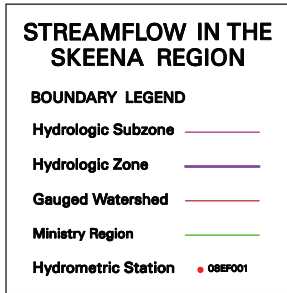 STREAMFLOW IN THE
SKEENA REGION
BOUNDARY LEGEND
Hydrologic Subzone
Hydrologic Zone
Gauged Watershed
Ministry Region
Hydrometric Station 08EF001